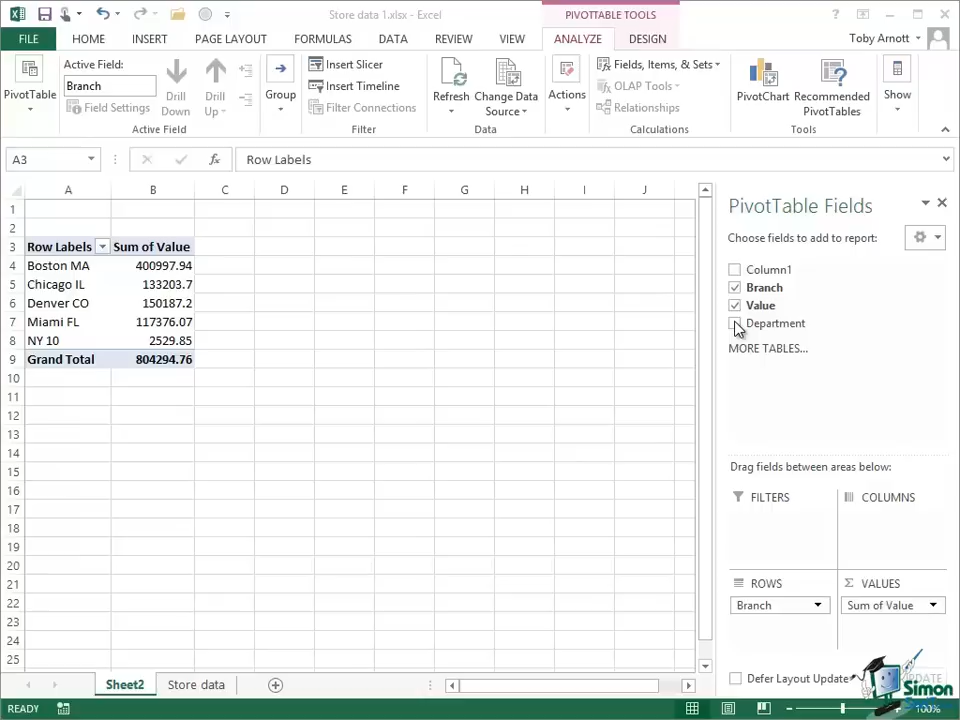 Store data 1.xlsx - Excel
PIVOTTABLE TOOLS
FILE HOME INSERT PAGE LAYOUT FORMULAS DATA REVIEW VIEW ANALYZE DESIGN Toby Arnott
PivotTable
Active Field:
Branch
Field Settings
Drill Down
Drill Up
Active Field
Group
Insert Slicer
Insert Timeline
Filter Connections
Filter
Refresh
Change Data Source
Data
Actions
Fields, Items, & Sets
OLAP Tools
Relationships
Calculations
PivotChart
Recommended PivotTables
Tools
Show
A3 fx Row Labels
A B C D E F G H I J
1
2
3 Row Labels Sum of Value
4 Boston MA 400997.94
5 Chicago IL 133203.7
6 Denver CO 150187.2
7 Miami FL 117376.07
8 NY 10 2529.85
9 Grand Total 804294.76
10
11
12
13
14
15
16
17
18
19
20
21
22
23
24
25
PivotTable Fields
Choose fields to add to report:
Column1
Branch
Value
Department
MORE TABLES...
Drag fields between areas below:
FILTERS COLUMNS
ROWS Σ VALUES
Branch Sum of Value
Defer Layout Update
Sheet2 Store data
Simon
READY 100%